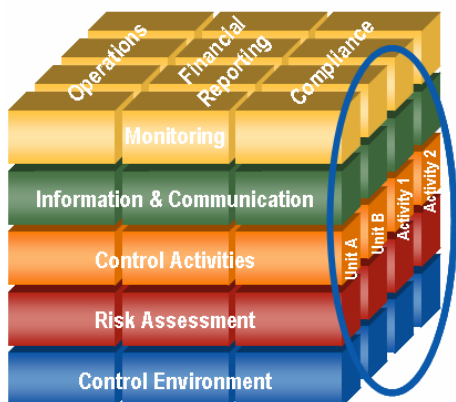 Operations
Financial
Reporting
Compliance
Monitoring
Information & Communication
Control Activities
Risk Assessment
Control Environment
Unit A
Unit B
Activity 1
Activity 2